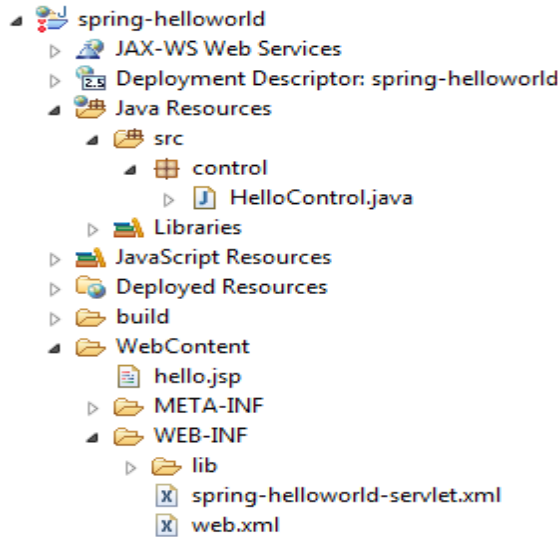 spring-helloworld
JAX-WS Web Services
2.5 Deployment Descriptor: spring-helloworld
Java Resources
src
control
J HelloControl.java
Libraries
JavaScript Resources
Deployed Resources
build
WebContent
hello.jsp
META-INF
WEB-INF
lib
X spring-helloworld-servlet.xml
X web.xml